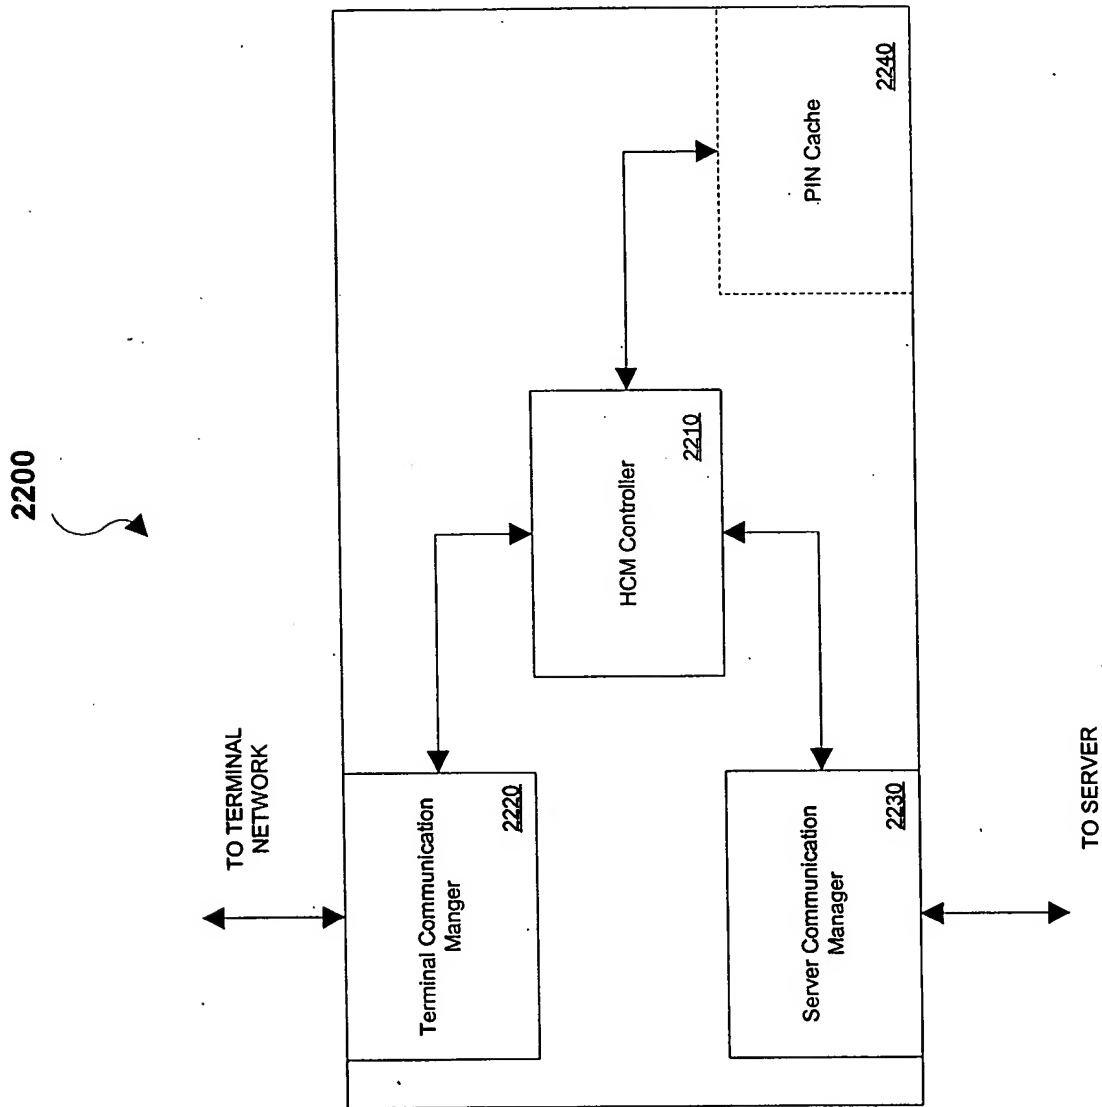 2200
TO TERMINAL
NETWORK
Terminal Communication
Manger
2220
HCM Controller
2210
PIN Cache
2240
Server Communication
Manager
2230
TO SERVER